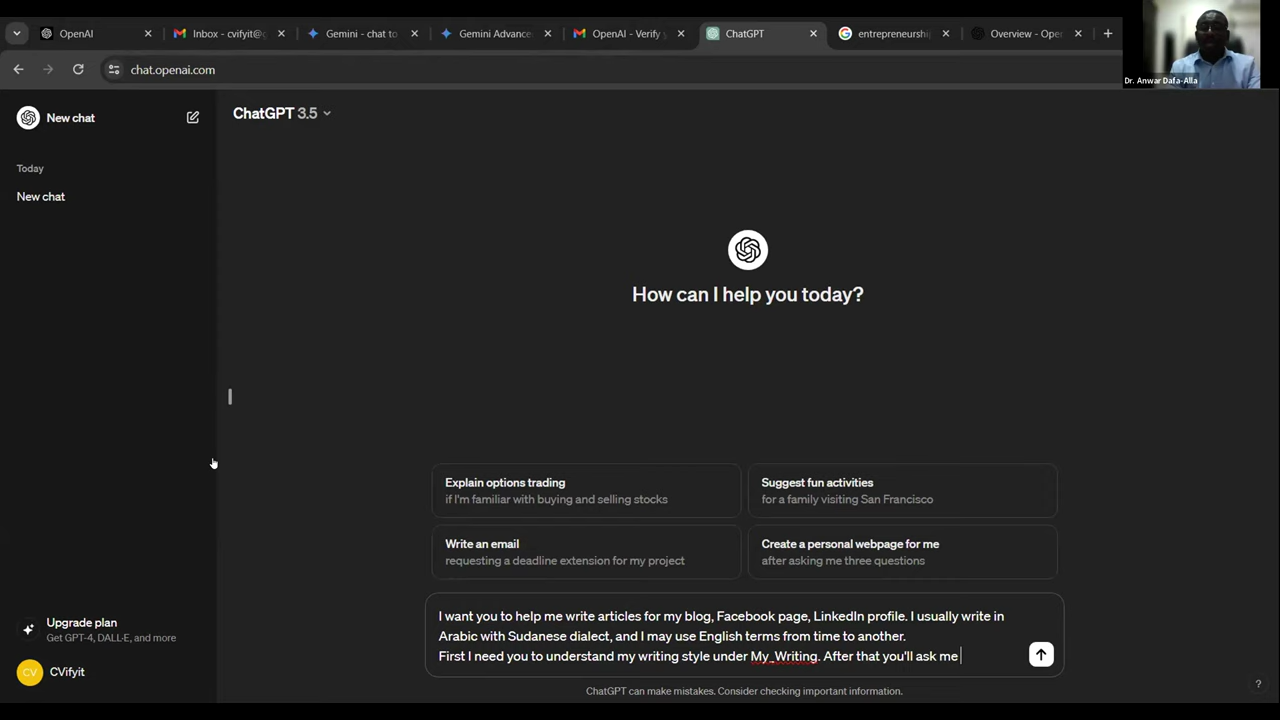 OpenAI
Inbox - cvifyit@g
Gemini - chat to
Gemini Advance
OpenAI - Verify
ChatGPT
entrepreneurshi
Overview - Open
chat.openai.com
Dr. Anwar Dafa-Alla
New chat
ChatGPT 3.5
Today
New chat
How can I help you today?
Explain options trading
if I'm familiar with buying and selling stocks
Suggest fun activities
for a family visiting San Francisco
Write an email
requesting a deadline extension for my project
Create a personal webpage for me
after asking me three questions
I want you to help me write articles for my blog, Facebook page, LinkedIn profile. I usually write in
Arabic with Sudanese dialect, and I may use English terms from time to another.
First I need you to understand my writing style under My_Writing. After that you'll ask me
Upgrade plan
Get GPT-4, DALL·E, and more
CV CVifyit
ChatGPT can make mistakes. Consider checking important information.
?